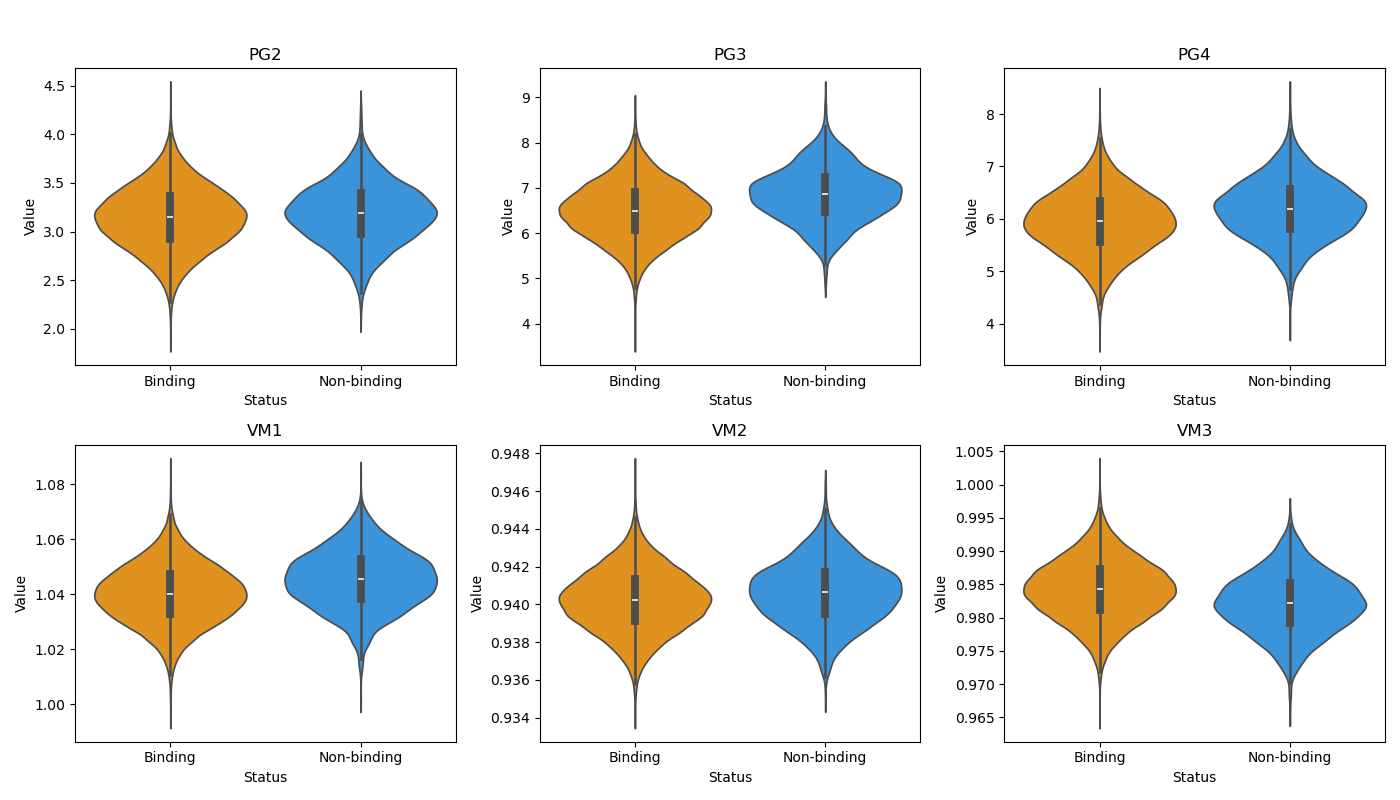 PG2
PG3
PG4
4.5
4.0
3.5
3.0
2.5
2.0
Value
9
8
7
6
5
4
Value
8
7
6
5
4
Value
Binding
Non-binding
Status
Binding
Non-binding
Status
Binding
Non-binding
Status
VM1
VM2
VM3
1.08
1.06
1.04
1.02
1.00
Value
0.948
0.946
0.944
0.942
0.940
0.938
0.936
0.934
Value
1.005
1.000
0.995
0.990
0.985
0.980
0.975
0.970
0.965
Value
Binding
Non-binding
Status
Binding
Non-binding
Status
Binding
Non-binding
Status